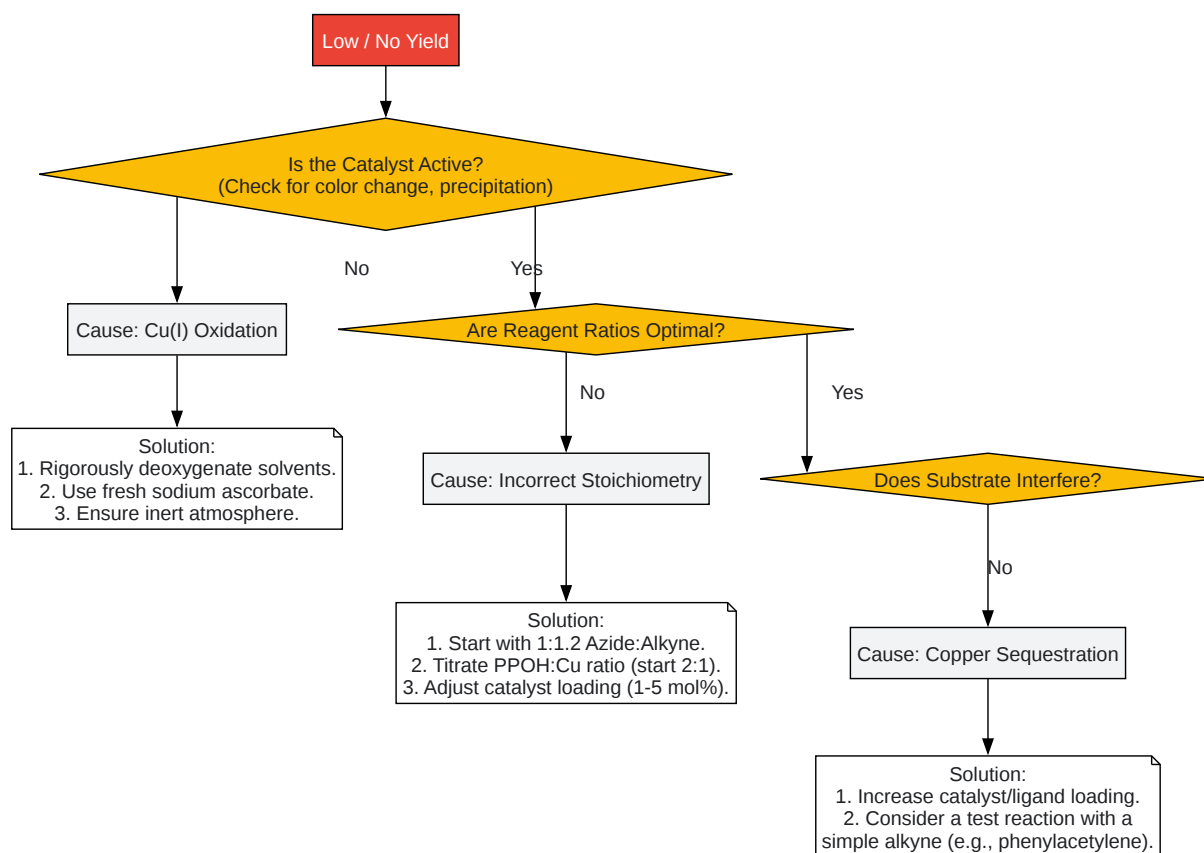 Low / No Yield
Is the Catalyst Active?
(Check for color change, precipitation)
No
Yes
Cause: Cu(I) Oxidation
Are Reagent Ratios Optimal?
No
Yes
Solution:
1. Rigorously deoxygenate solvents.
2. Use fresh sodium ascorbate.
3. Ensure inert atmosphere.
Cause: Incorrect Stoichiometry
Does Substrate Interfere?
No
Solution:
1. Start with 1:1.2 Azide:Alkyne.
2. Titrate PPOH:Cu ratio (start 2:1).
3. Adjust catalyst loading (1-5 mol%).
Cause: Copper Sequestration
Solution:
1. Increase catalyst/ligand loading.
2. Consider a test reaction with a
simple alkyne (e.g., phenylacetylene).